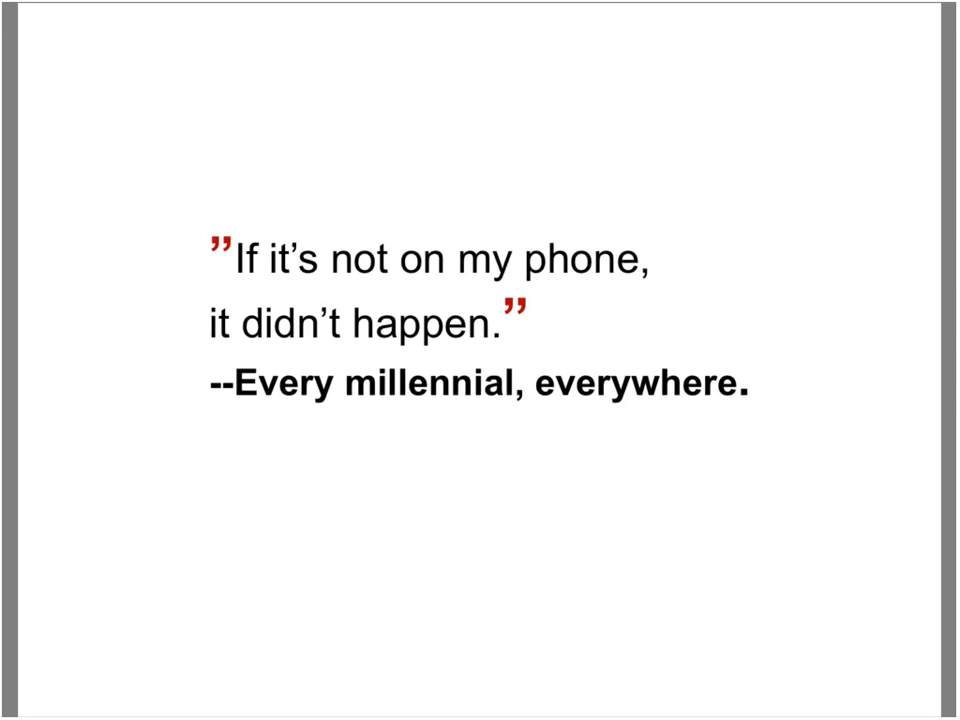 ”If it’s not on my phone,
it didn’t happen.”
--Every millennial, everywhere.